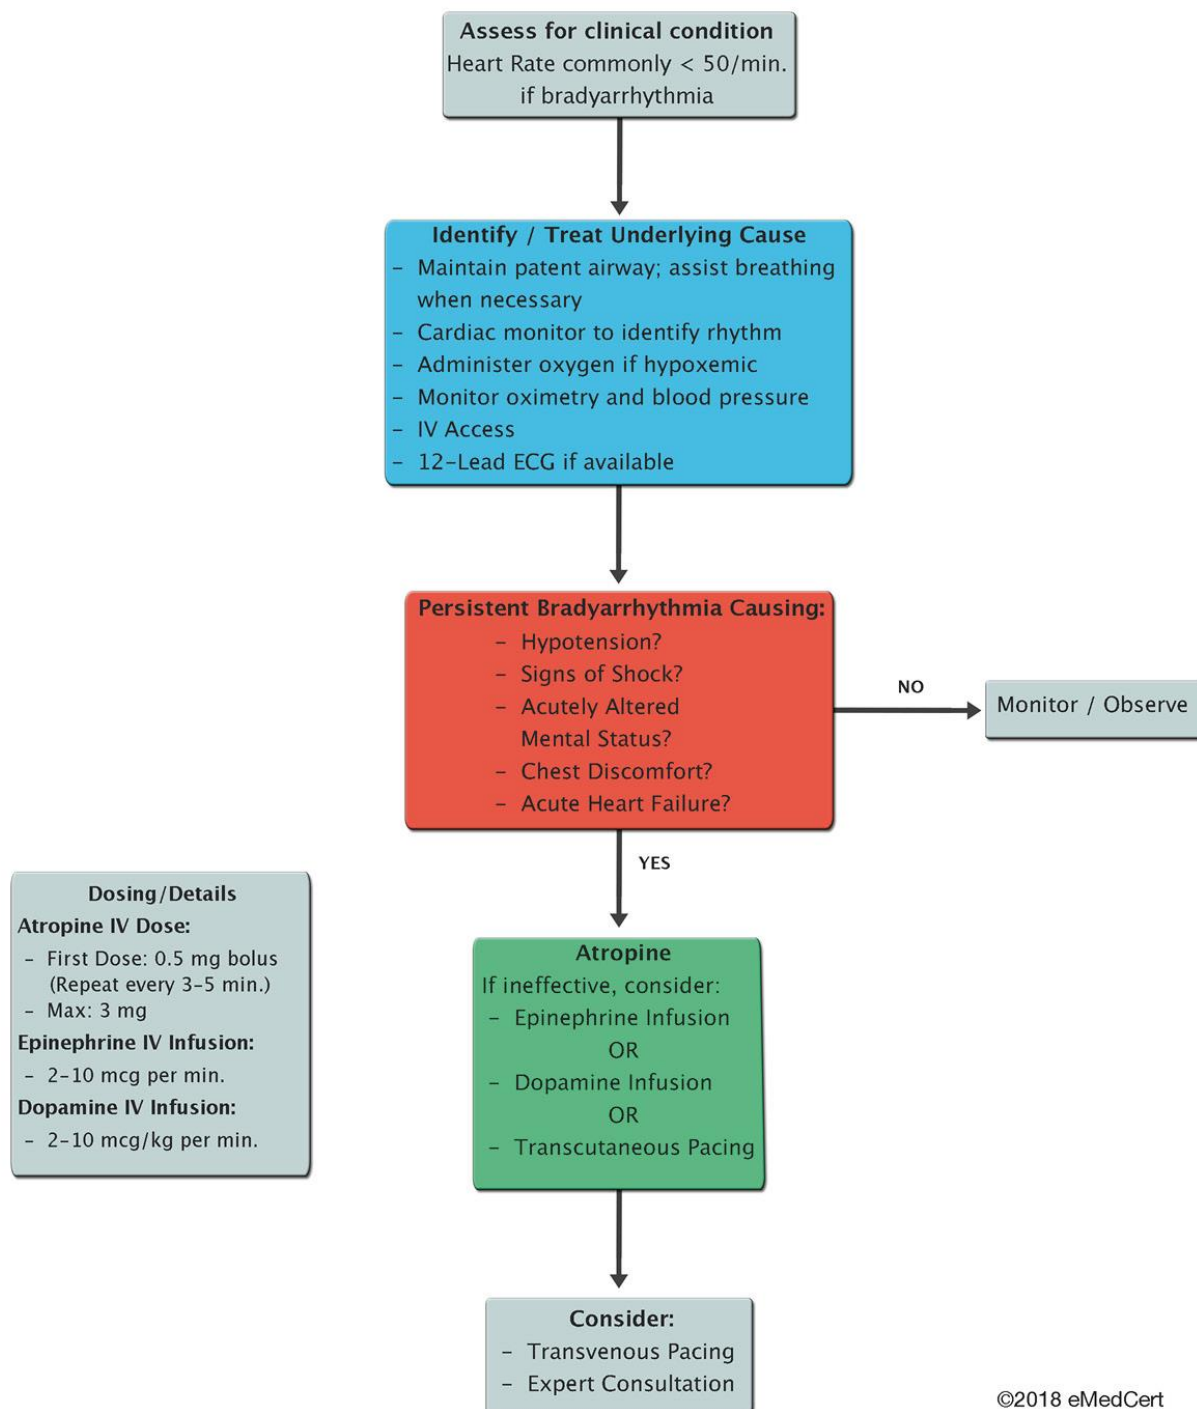 Assess for clinical condition
Heart Rate commonly < 50/min.
if bradyarrhythmia
Identify / Treat Underlying Cause
– Maintain patent airway; assist breathing
when necessary
– Cardiac monitor to identify rhythm
– Administer oxygen if hypoxemic
– Monitor oximetry and blood pressure
– IV Access
– 12–Lead ECG if available
Persistent Bradyarrhythmia Causing:
– Hypotension?
– Signs of Shock?
– Acutely Altered
Mental Status?
– Chest Discomfort?
– Acute Heart Failure?
NO
Monitor / Observe
YES
Dosing/Details
Atropine IV Dose:
– First Dose: 0.5 mg bolus
(Repeat every 3–5 min.)
– Max: 3 mg
Epinephrine IV Infusion:
– 2–10 mcg per min.
Dopamine IV Infusion:
– 2–10 mcg/kg per min.
Atropine
If ineffective, consider:
– Epinephrine Infusion
OR
– Dopamine Infusion
OR
– Transcutaneous Pacing
Consider:
– Transvenous Pacing
– Expert Consultation
©2018 eMedCert